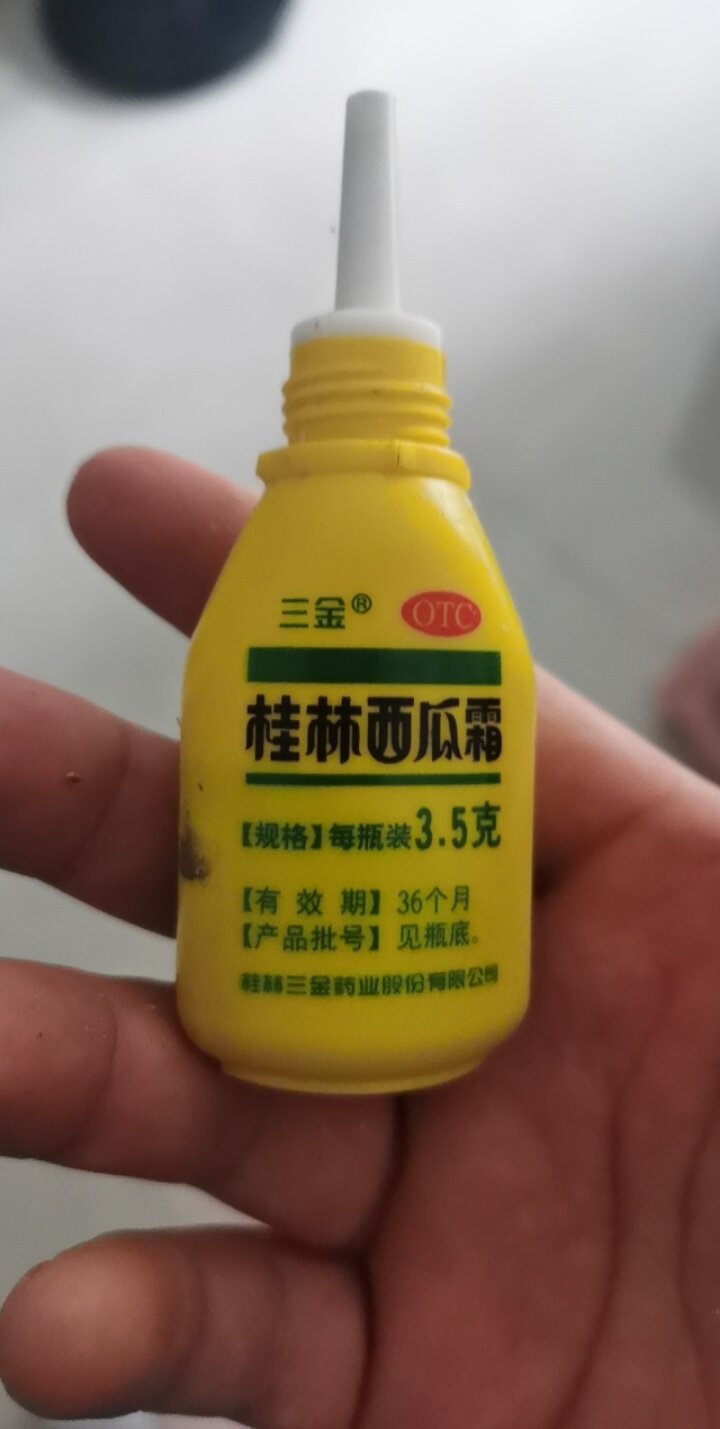 三金® OTC
桂林西瓜霜
【规格】每瓶装3.5克
【有 效 期】 36个月
【产品批号】 见瓶底。
桂林三金药业股份有限公司